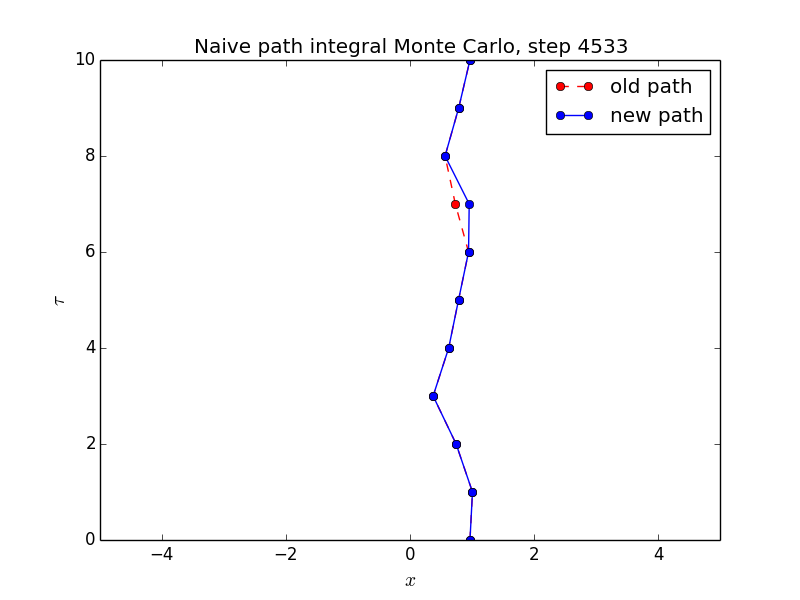 Naive path integral Monte Carlo, step 4533
old path
new path
10
8
6
4
2
0
τ
−4
−2
0
2
4
x